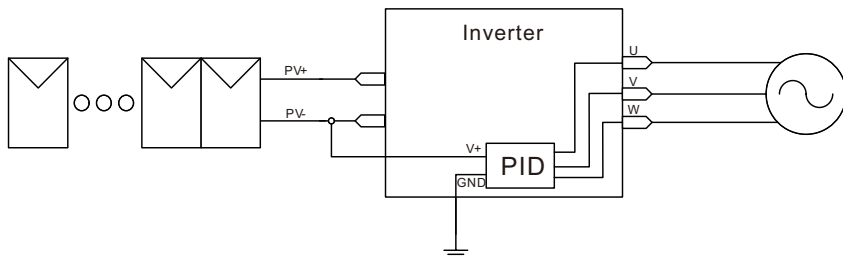 Inverter
U
PV+
V
PV-
W
V+
PID
GND